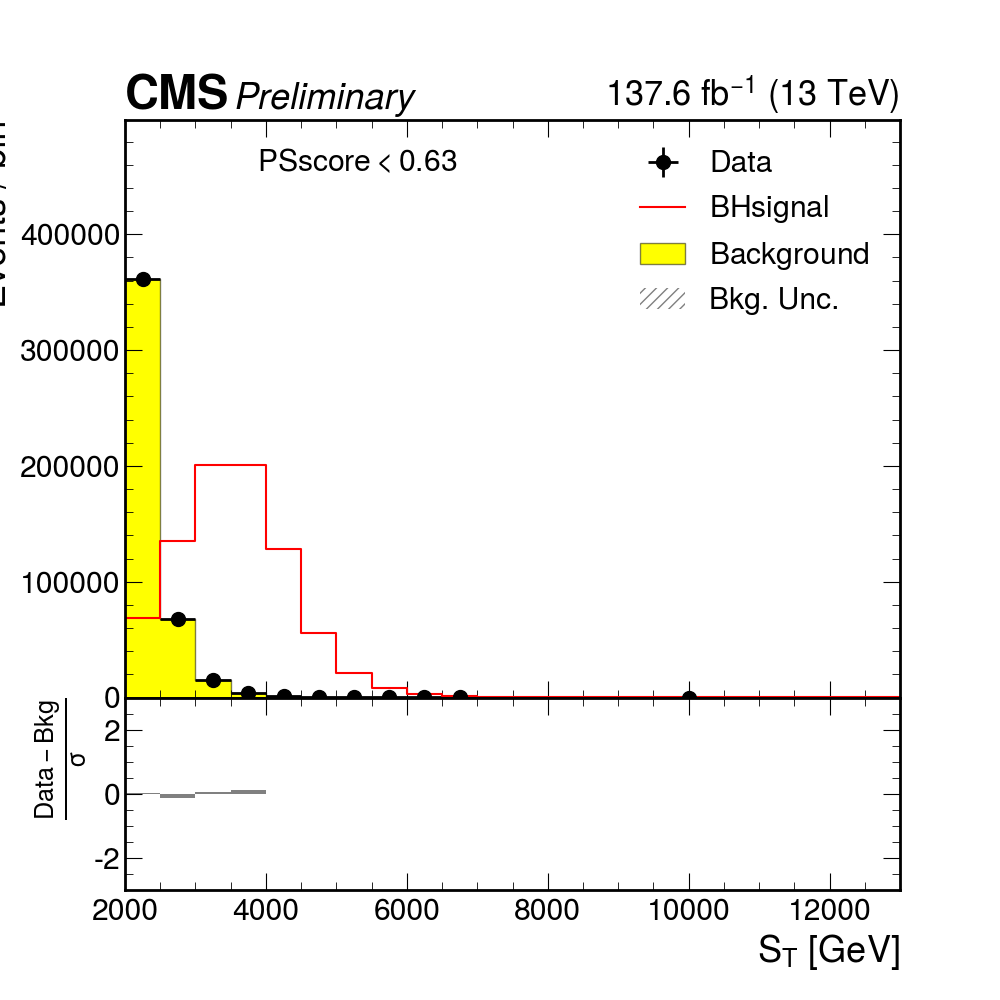 CMS Preliminary 137.6 fb⁻¹ (13 TeV)
PSscore < 0.63
Data
BHsignal
Background
Bkg. Unc.
400000
300000
200000
100000
0
Data – Bkg
σ
2
0
-2
2000 4000 6000 8000 10000 12000
S_T [GeV]